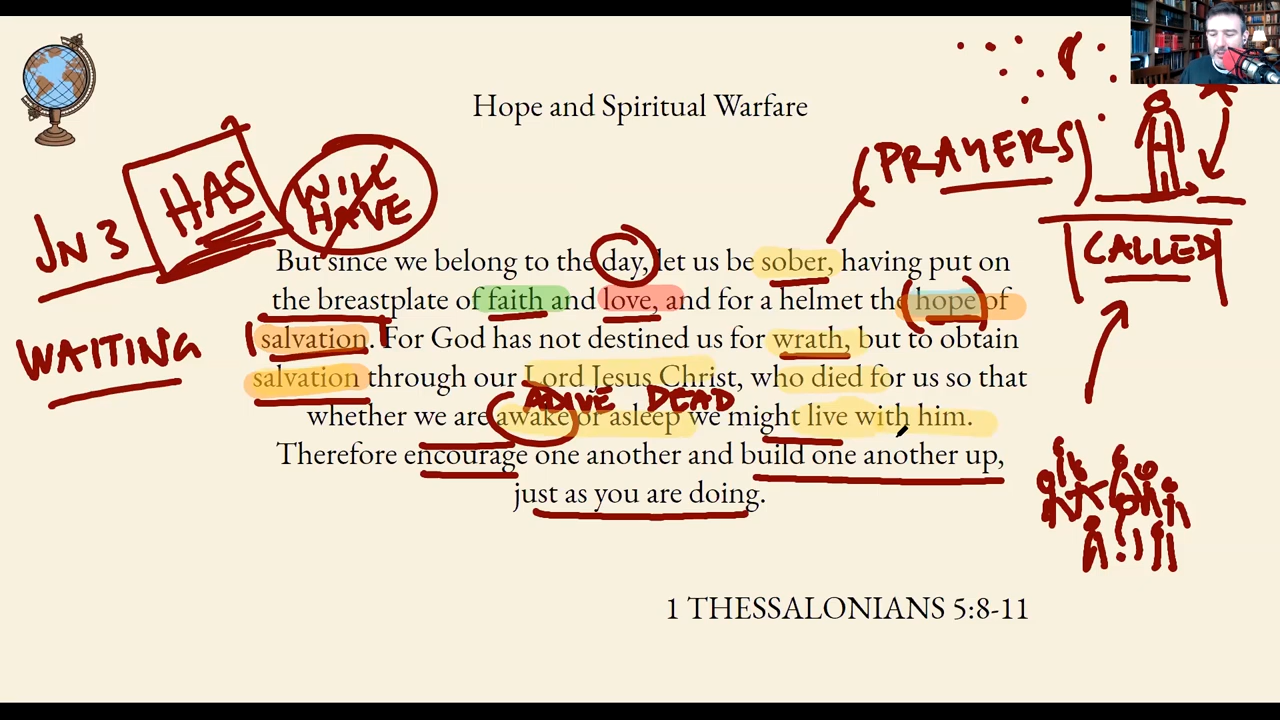 Hope and Spiritual Warfare
PRAYERS
HAS
WILL
HAVE
JN 3
CALLED
But since we belong to the day, let us be sober, having put on
the breastplate of faith and love, and for a helmet the hope of
WAITING
salvation. For God has not destined us for wrath, but to obtain
salvation through our Lord Jesus Christ, who died for us so that
ALIVE DEAD
whether we are awake or asleep we might live with him.
Therefore encourage one another and build one another up,
just as you are doing.
1 THESSALONIANS 5:8-11